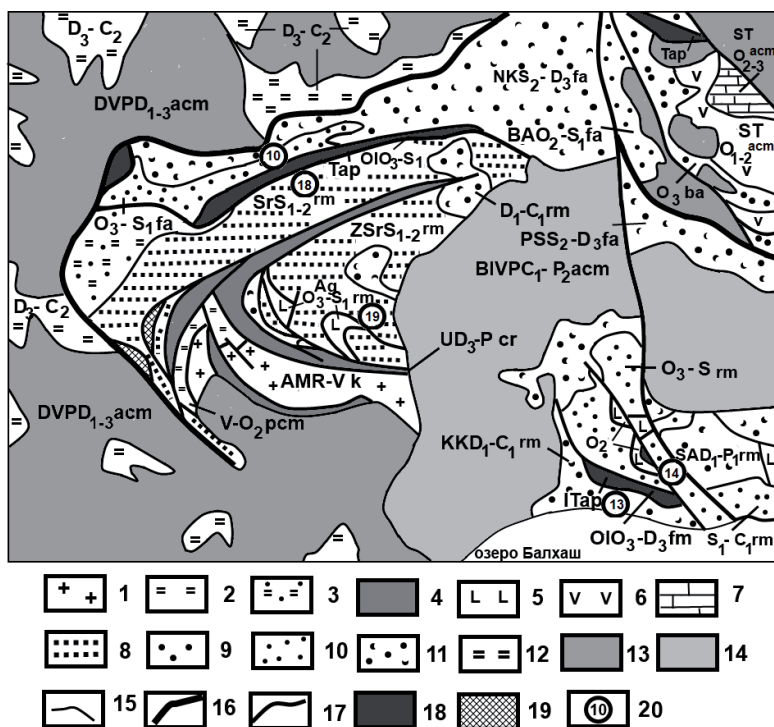 D₃- C₂
D₃- C₂
DVPD₁₋₃acm
NKS₂- D₃fa
Tap
ST
O₂₋₃acm
v
v
BAO₂-S₁fa
ST
O₁₋₂acm
v
v
10
OIO₃-S₁
Tap
18
SrS₁₋₂rm
O₃- S₁fa
O₃ba
D₁-C₁rm
ZSrS₁₋₂rm
PSS₂-D₃fa
BIVPC₁- P₂acm
D₃- C₂
Ag
O₃-S₁rm
19
L
L
UD₃-P cr
O₃- S rm
AMR-V k
DVPD₁₋₃acm
V-O₂pcm
L
L
O₂
L
KKD₁-C₁rm
SAD₁-P₁rm
L
14
ITap
13
OIO₃-D₃fm
S₁- C₁rm
озеро Балхаш
1 2 3 4 L L 5 v v 6 7
8 9 10 11 12 13 14
15 16 17 18 19 10 20